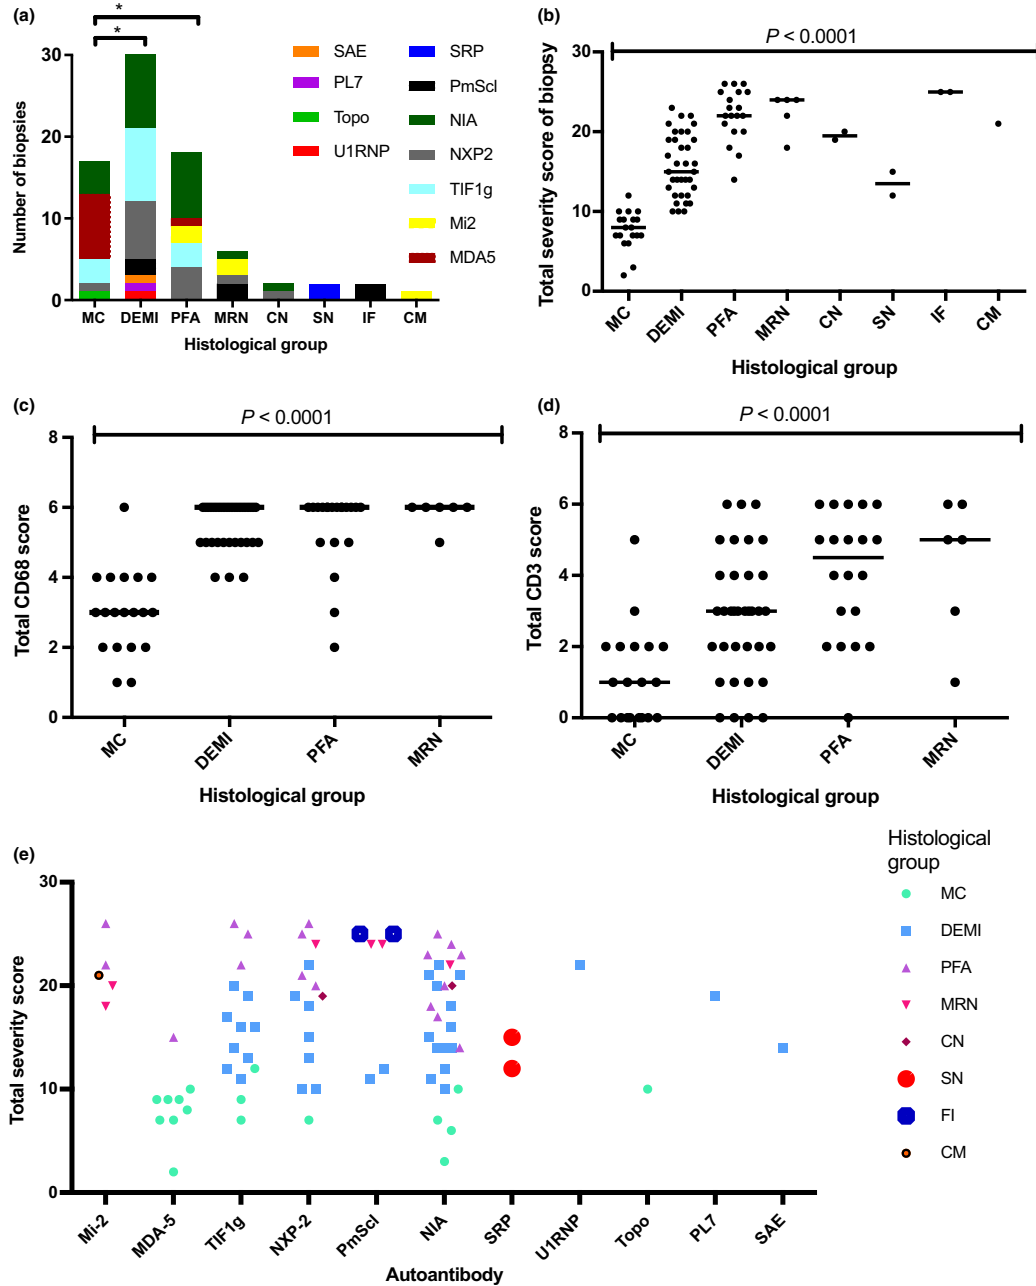 (a)
*
*
Number of biopsies
30
20
10
0
MC DEMI PFA MRN CN SN IF CM
Histological group
SAE
PL7
Topo
U1RNP
SRP
PmScl
NIA
NXP2
TIF1g
Mi2
MDA5
(b)
P < 0.0001
Total severity score of biopsy
30
20
10
0
MC DEMI PFA MRN CN SN IF CM
Histological group
(c)
P < 0.0001
Total CD68 score
8
6
4
2
0
MC DEMI PFA MRN
Histological group
(d)
P < 0.0001
Total CD3 score
8
6
4
2
0
MC DEMI PFA MRN
Histological group
(e)
Total severity score
30
20
10
0
Mi-2 MDA-5 TIF1g NXP-2 PmScl NIA SRP U1RNP Topo PL7 SAE
Autoantibody
Histological
group
MC
DEMI
PFA
MRN
CN
SN
FI
CM